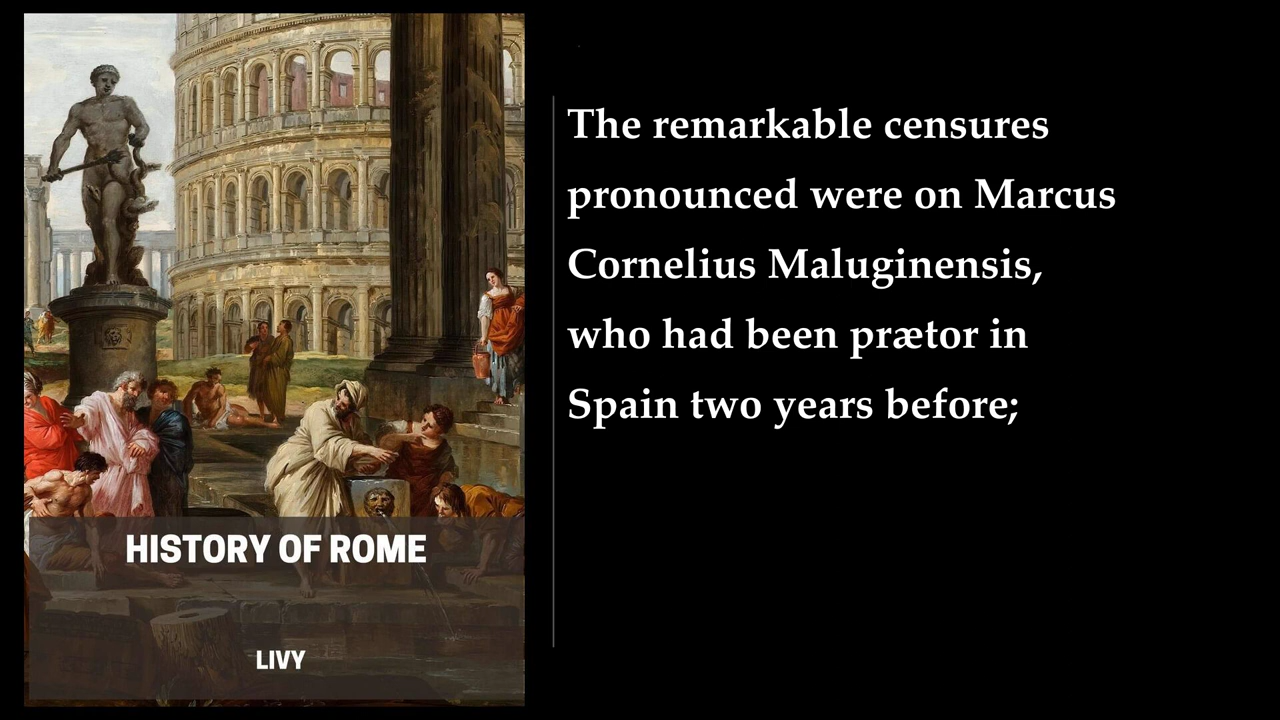 HISTORY OF ROME
LIVY
The remarkable censures
pronounced were on Marcus
Cornelius Maluginensis,
who had been prætor in
Spain two years before;